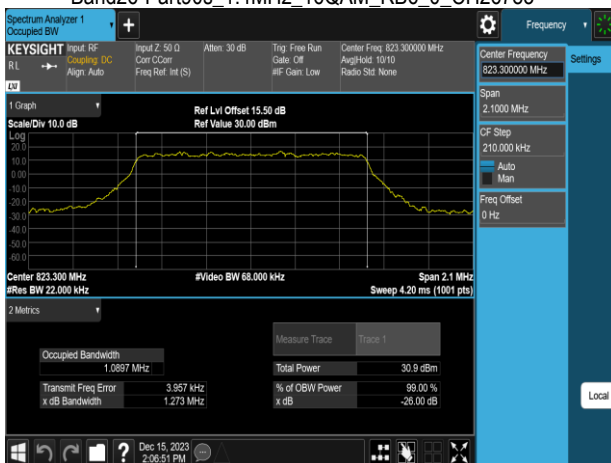 Spectrum Analyzer 1
Occupied BW
Frequency
KEYSIGHT
RL
Input: RF
Coupling: DC
Align: Auto
Input Z: 50 Ω
Corr CCorr
Freq Ref: Int (S)
Atten: 30 dB
Trig: Free Run
Gate: Off
#IF Gain: Low
Center Freq: 823.300000 MHz
Avg|Hold: 10/10
Radio Std: None
LXI
1 Graph
Scale/Div 10.0 dB
Ref Lvl Offset 15.50 dB
Ref Value 30.00 dBm
Log
20.0
10.0
0.00
-10.0
-20.0
-30.0
-40.0
-50.0
-60.0
Center 823.300 MHz
#Res BW 22.000 kHz
#Video BW 68.000 kHz
Span 2.1 MHz
Sweep 4.20 ms (1001 pts)
2 Metrics
Measure Trace
Trace 1
Occupied Bandwidth
1.0897 MHz
Total Power
30.9 dBm
Transmit Freq Error
3.957 kHz
% of OBW Power
99.00 %
x dB Bandwidth
1.273 MHz
x dB
-26.00 dB
Center Frequency
823.300000 MHz
Settings
Span
2.1000 MHz
CF Step
210.000 kHz
Auto
Man
Freq Offset
0 Hz
Local
?
Dec 15, 2023
2:06:51 PM